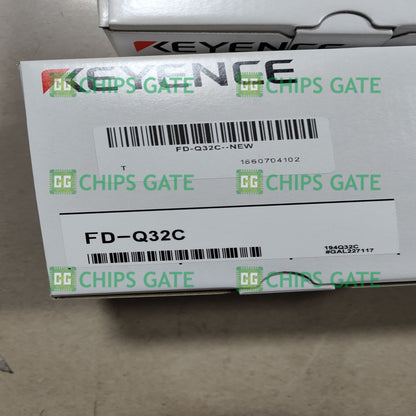 KEYENCE
KEYENCE
CHIPS GATE
CHIPS GATE
FD-Q32C--NEW
T 1660704102
CHIPS GATE
CHIPS GATE
FD-Q32C
194Q32C
#GAL227117
CHIPS GATE
CHIPS GATE